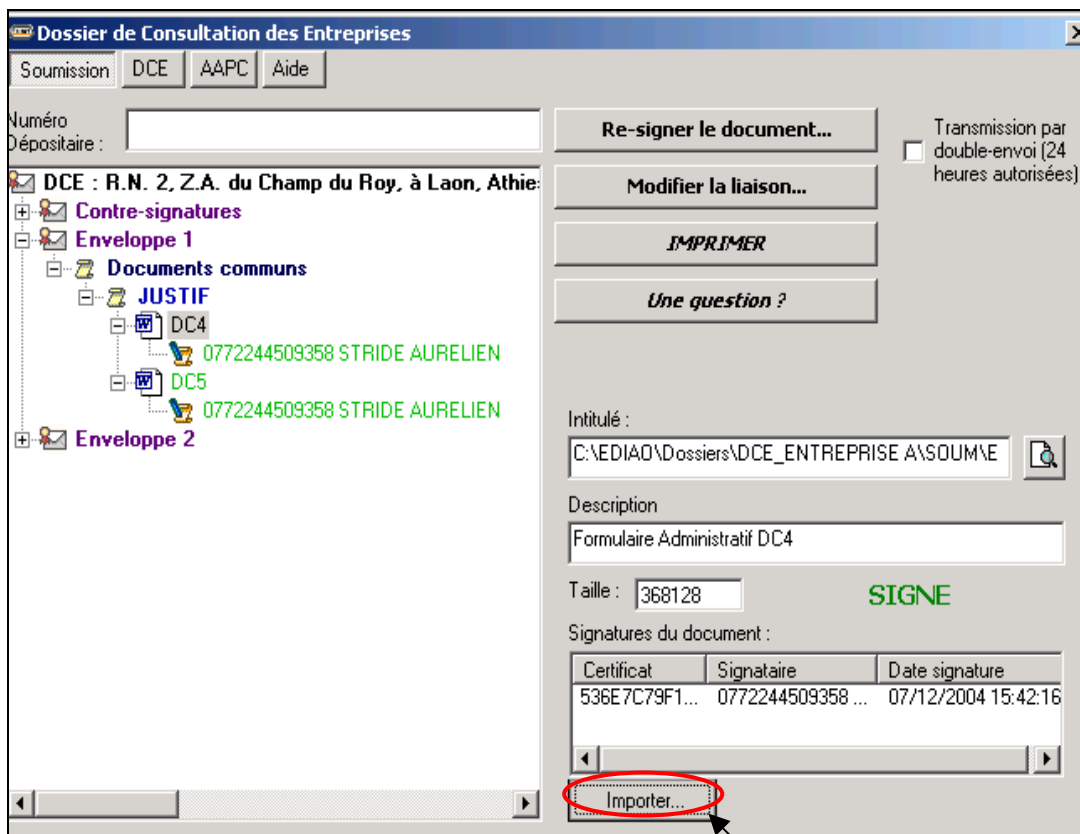 Dossier de Consultation des Entreprises
Soumission DCE AAPC Aide
Numéro
Dépositaire :
DCE : R.N. 2, Z.A. du Champ du Roy, à Laon, Athie
Contre-signatures
Enveloppe 1
Documents communs
JUSTIF
DC4
0772244509358 STRIDE AURELIEN
DC5
0772244509358 STRIDE AURELIEN
Enveloppe 2
Re-signer le document...
Modifier la liaison...
IMPRIMER
Une question ?
Transmission par
double-envoi (24
heures autorisées)
Intitulé :
C:\EDIAO\Dossiers\DCE_ENTREPRISE A\SOUM\E
Description
Formulaire Administratif DC4
Taille : 368128 SIGNE
Signatures du document :
Certificat Signataire Date signature
536E7C79F1... 0772244509358 ... 07/12/2004 15:42:16
Importer...